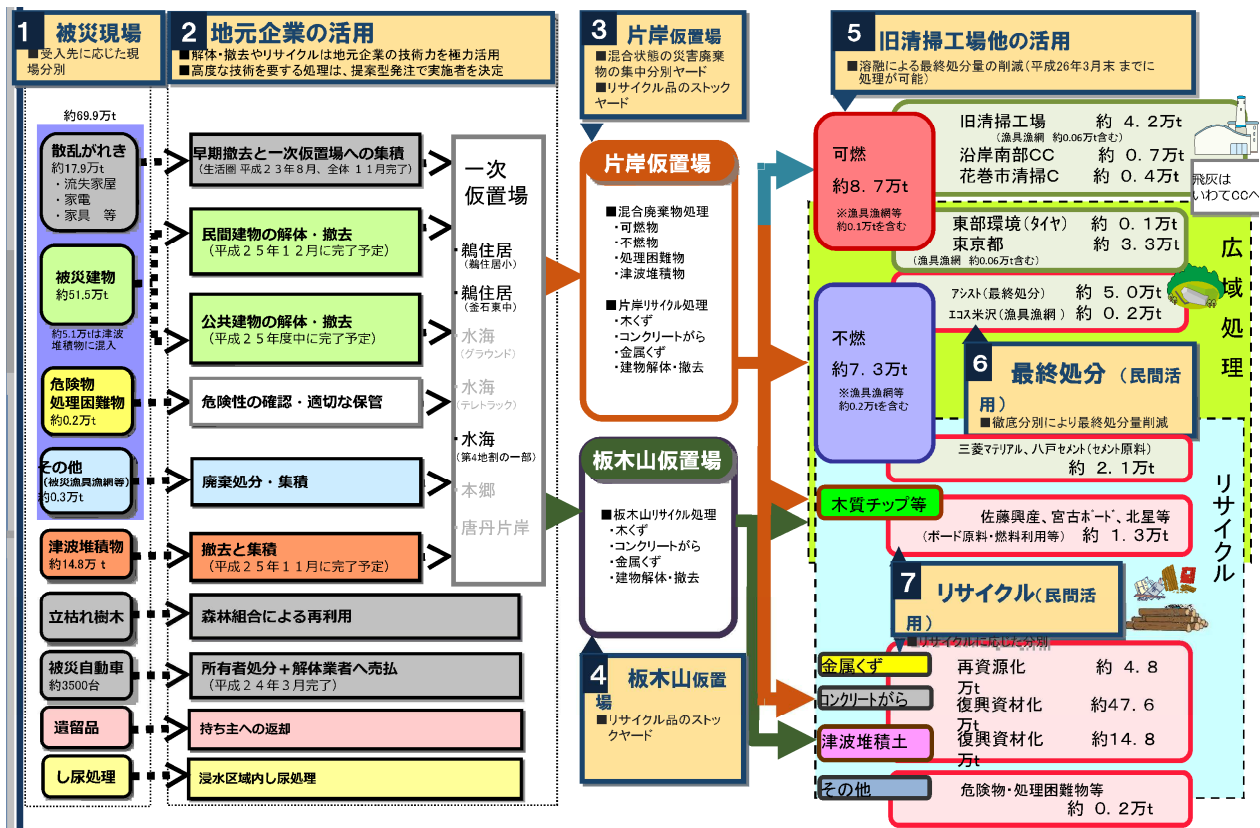 1 被災現場
■受入先に応じた現
場分別
2 地元企業の活用
■解体・撤去やリサイクルは地元企業の技術力を極力活用
■高度な技術を要する処理は、提案型発注で実施者を決定
3 片岸仮置場
■混合状態の災害廃棄
物の集中分別ヤード
■リサイクル品のストック
ヤード
5 旧清掃工場他の活用
■溶融による最終処分量の削減(平成26年3月末 までに
処理が可能)
約69.9万t
散乱がれき
約17.9万t
・流失家屋
・家電
・家具 等
被災建物
約51.5万t
約5.1万tは津波
堆積物に混入
危険物
処理困難物
約0.2万t
その他
(被災漁具漁網等)
約0.3万t
津波堆積物
約14.8万 t
立枯れ樹木
被災自動車
約3500台
遺留品
し尿処理
早期撤去と一次仮置場への集積
(生活圏 平成23年8月、全体 11月完了)
民間建物の解体・撤去
(平成25年12月に完了予定)
公共建物の解体・撤去
(平成25年度中に完了予定)
危険性の確認・適切な保管
廃棄処分・集積
撤去と集積
(平成25年11月に完了予定)
森林組合による再利用
所有者処分+解体業者へ売払
(平成24年3月完了)
持ち主への返却
浸水区域内し尿処理
一次
仮置場
・鵜住居
(鵜住居小)
・鵜住居
(釜石東中)
・水海
(グラウンド)
・水海
(テレトラック)
・水海
(第4地割の一部)
・本郷
・唐丹片岸
片岸仮置場
■混合廃棄物処理
・可燃物
・不燃物
・処理困難物
・津波堆積物
■片岸リサイクル処理
・木くず
・コンクリートがら
・金属くず
・建物解体・撤去
板木山仮置場
■板木山リサイクル処理
・木くず
・コンクリートがら
・金属くず
・建物解体・撤去
4 板木山仮置
場
■リサイクル品のストッ
クヤード
可燃
約8.7万t
※漁具漁網等
約0.1万tを含む
旧清掃工場 約 4.2万t
(漁具漁網 約0.06万t含む)
沿岸南部CC 約 0.7万t
花巻市清掃C 約 0.4万t
飛灰は
いわてCCへ
東部環境(タイヤ) 約 0.1万t
東京都 約 3.3万t
(漁具漁網 約0.06万t含む)
広域処理
不燃
約7.3万t
※漁具漁網等
約0.2万tを含む
アシスト(最終処分) 約 5.0万t
エコス米沢(漁具漁網) 約 0.2万t
6 最終処分(民間活
用)
■徹底分別により最終処分量削減
三菱マテリアル、八戸セメント(セメント原料)
約 2.1万t
リサイクル
木質チップ等
佐藤興産、宮古ボード、北星等
(ボード原料・燃料利用等) 約 1.3万t
7 リサイクル(民間活
用)
■リサイクルに応じた分別
金属くず 再資源化 約 4.8
万t
コンクリートがら 復興資材化 約47.6
万t
津波堆積土 復興資材化 約14.8
万t
その他 危険物・処理困難物等
約 0.2万t